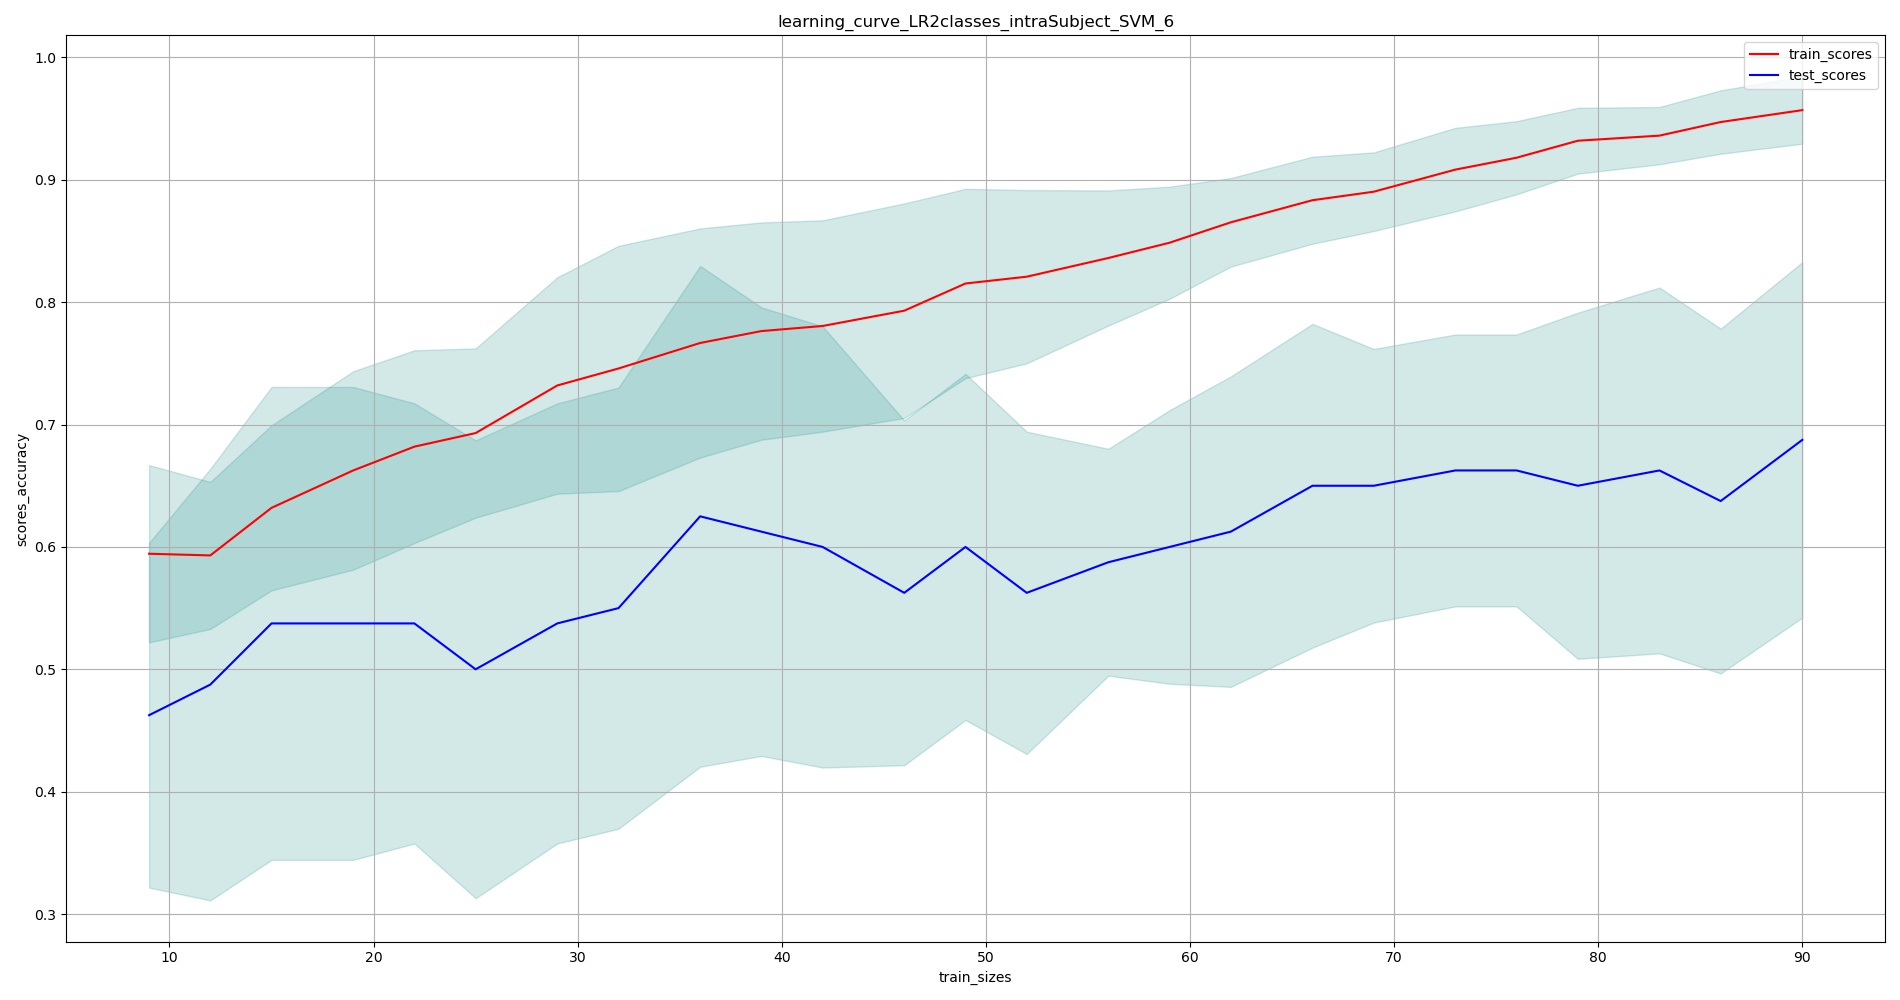 learning_curve_LR2classes_intraSubject_SVM_6
train_scores
test_scores
1.0
0.9
0.8
0.7
0.6
0.5
0.4
0.3
scores_accuracy
10 20 30 40 50 60 70 80 90
train_sizes